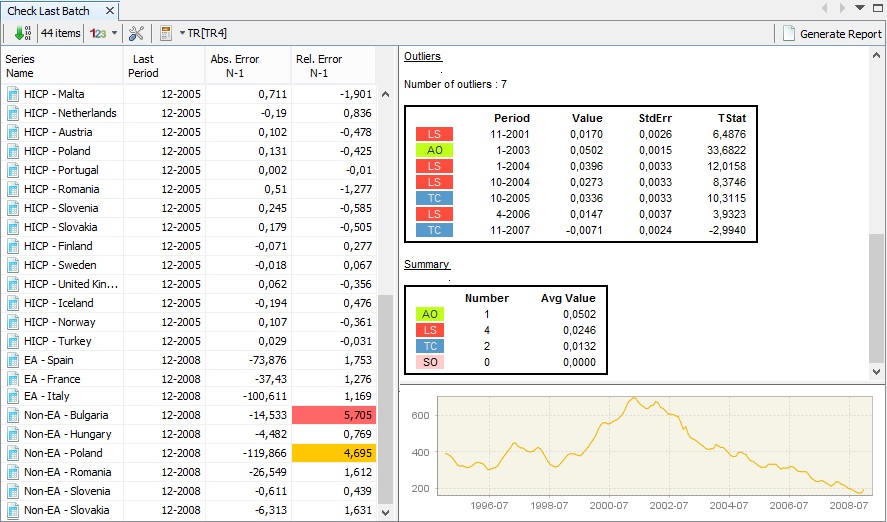 Check Last Batch
44 items 123 TR[TR4] Generate Report
Series Name Last Period Abs. Error N-1 Rel. Error N-1
HICP - Malta 12-2005 0,711 -1,901
HICP - Netherlands 12-2005 -0,19 0,836
HICP - Austria 12-2005 0,102 -0,478
HICP - Poland 12-2005 0,131 -0,425
HICP - Portugal 12-2005 0,002 -0,01
HICP - Romania 12-2005 0,51 -1,277
HICP - Slovenia 12-2005 0,245 -0,585
HICP - Slovakia 12-2005 0,179 -0,505
HICP - Finland 12-2005 -0,071 0,277
HICP - Sweden 12-2005 -0,018 0,067
HICP - United Kin... 12-2005 0,062 -0,356
HICP - Iceland 12-2005 -0,194 0,476
HICP - Norway 12-2005 0,107 -0,361
HICP - Turkey 12-2005 0,029 -0,031
EA - Spain 12-2008 -73,876 1,753
EA - France 12-2008 -37,43 1,276
EA - Italy 12-2008 -100,611 1,169
Non-EA - Bulgaria 12-2008 -14,533 5,705
Non-EA - Hungary 12-2008 -4,482 0,769
Non-EA - Poland 12-2008 -119,866 4,695
Non-EA - Romania 12-2008 -26,549 1,612
Non-EA - Slovenia 12-2008 -0,611 0,439
Non-EA - Slovakia 12-2008 -6,313 1,631
Outliers
.
Number of outliers : 7
Period Value StdErr TStat
LS 11-2001 0,0170 0,0026 6,4876
AO 1-2003 0,0502 0,0015 33,6822
LS 1-2004 0,0396 0,0033 12,0158
LS 10-2004 0,0273 0,0033 8,3746
TC 10-2005 0,0336 0,0033 10,3115
LS 4-2006 0,0147 0,0037 3,9323
TC 11-2007 -0,0071 0,0024 -2,9940
Summary
.
Number Avg Value
AO 1 0,0502
LS 4 0,0246
TC 2 0,0132
SO 0 0,0000
600
200
1996-07 1998-07 2000-07 2002-07 2004-07 2006-07 2008-07